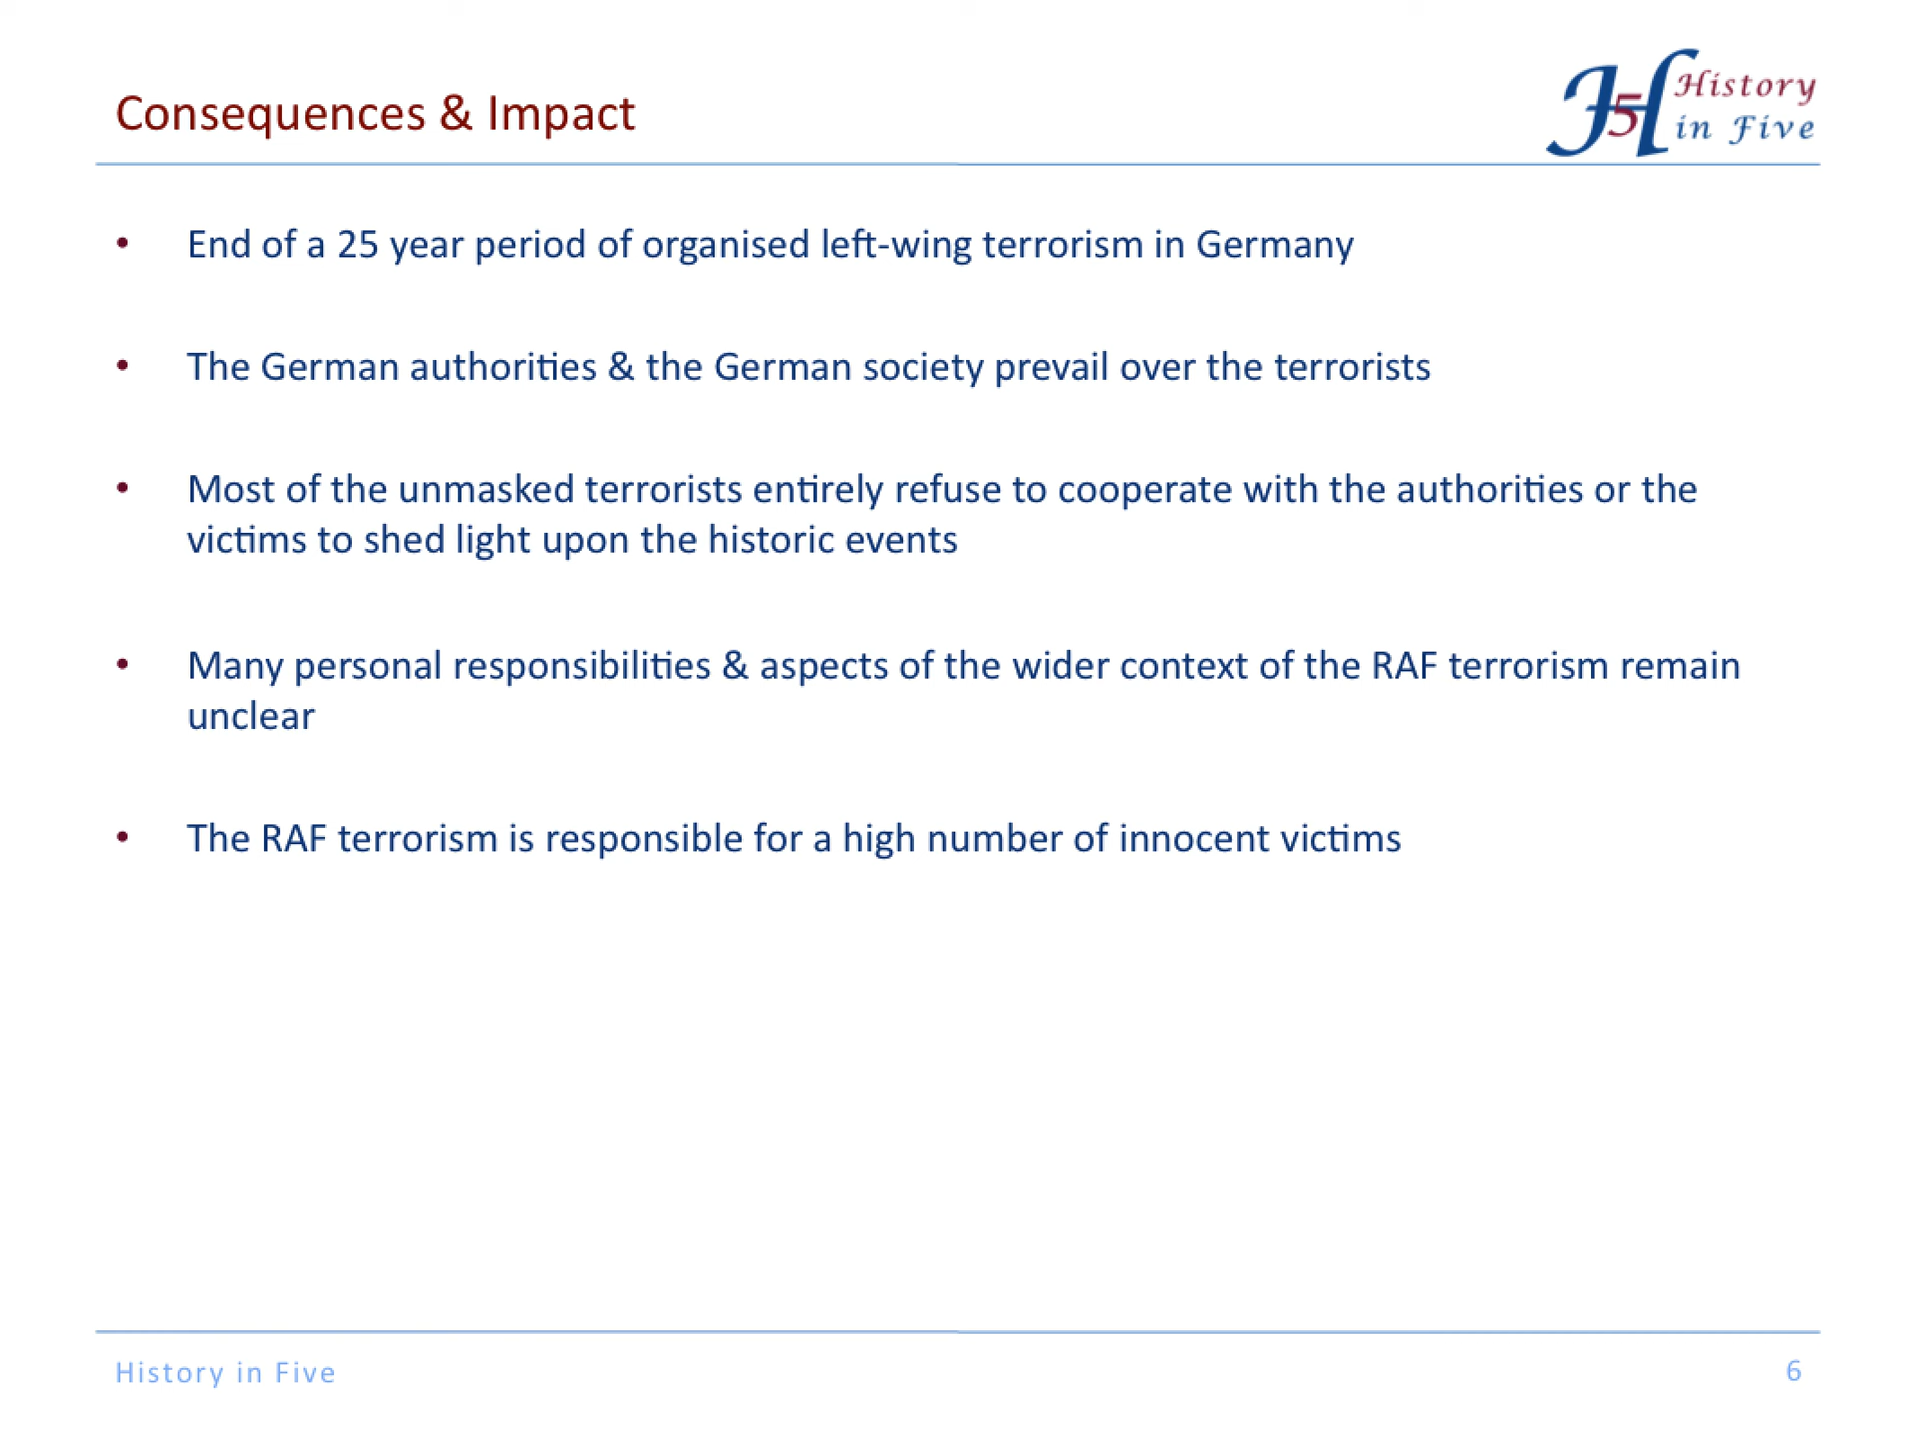 Consequences & Impact
H5H History
in Five
• End of a 25 year period of organised left-wing terrorism in Germany
• The German authorities & the German society prevail over the terrorists
• Most of the unmasked terrorists entirely refuse to cooperate with the authorities or the
victims to shed light upon the historic events
• Many personal responsibilities & aspects of the wider context of the RAF terrorism remain
unclear
• The RAF terrorism is responsible for a high number of innocent victims
History in Five
6